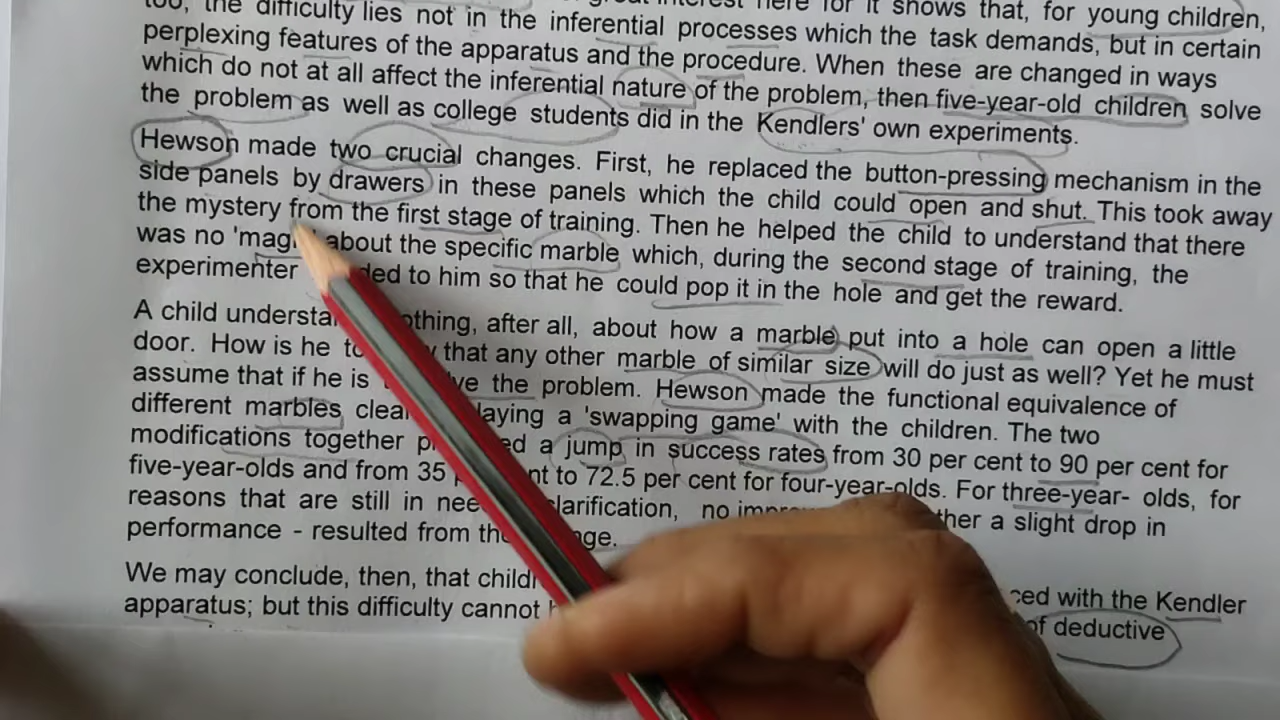 too, the difficulty lies not in the inferential processes which the task demands, but in certain
perplexing features of the apparatus and the procedure. When these are changed in ways
which do not at all affect the inferential nature of the problem, then five-year-old children solve
the problem as well as college students did in the Kendlers' own experiments.
Hewson made two crucial changes. First, he replaced the button-pressing mechanism in the
side panels by drawers in these panels which the child could open and shut. This took away
the mystery from the first stage of training. Then he helped the child to understand that there
was no 'magic' about the specific marble which, during the second stage of training, the
experimenter to him so that he could pop it in the hole and get the reward.
A child after all, about how a marble put into a hole can open a little
door. How is he that any other marble of similar size will do just as well? Yet he must
assume that if he is the problem. Hewson made the functional equivalence of
different marbles a 'swapping game' with the children. The two
modifications together a jump in success rates from 30 per cent to 90 per cent for
five-year-olds and from 35 to 72.5 per cent for four-year-olds. For three-year- olds, for
reasons that are still in no a slight drop in
performance - resulted from
We may conclude, then, that with the Kendler
apparatus; but this difficulty cannot of deductive